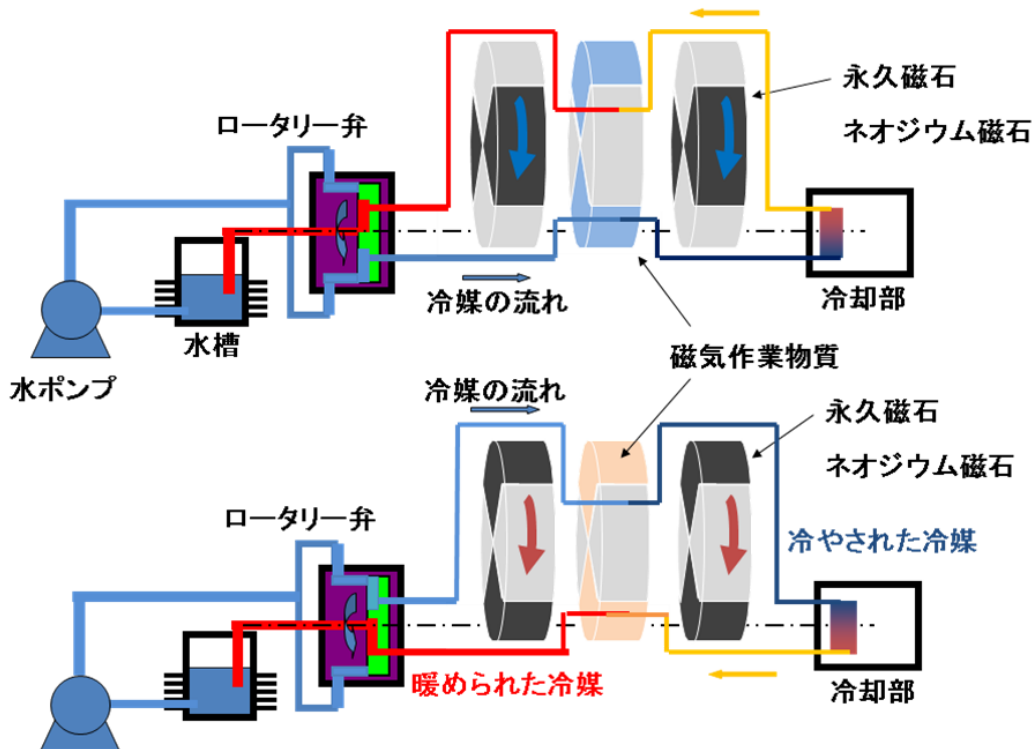 永久磁石
ネオジウム磁石
ロータリー弁
冷媒の流れ
冷却部
水槽
水ポンプ
磁気作業物質
冷媒の流れ
永久磁石
ネオジウム磁石
ロータリー弁
冷やされた冷媒
暖められた冷媒
冷却部